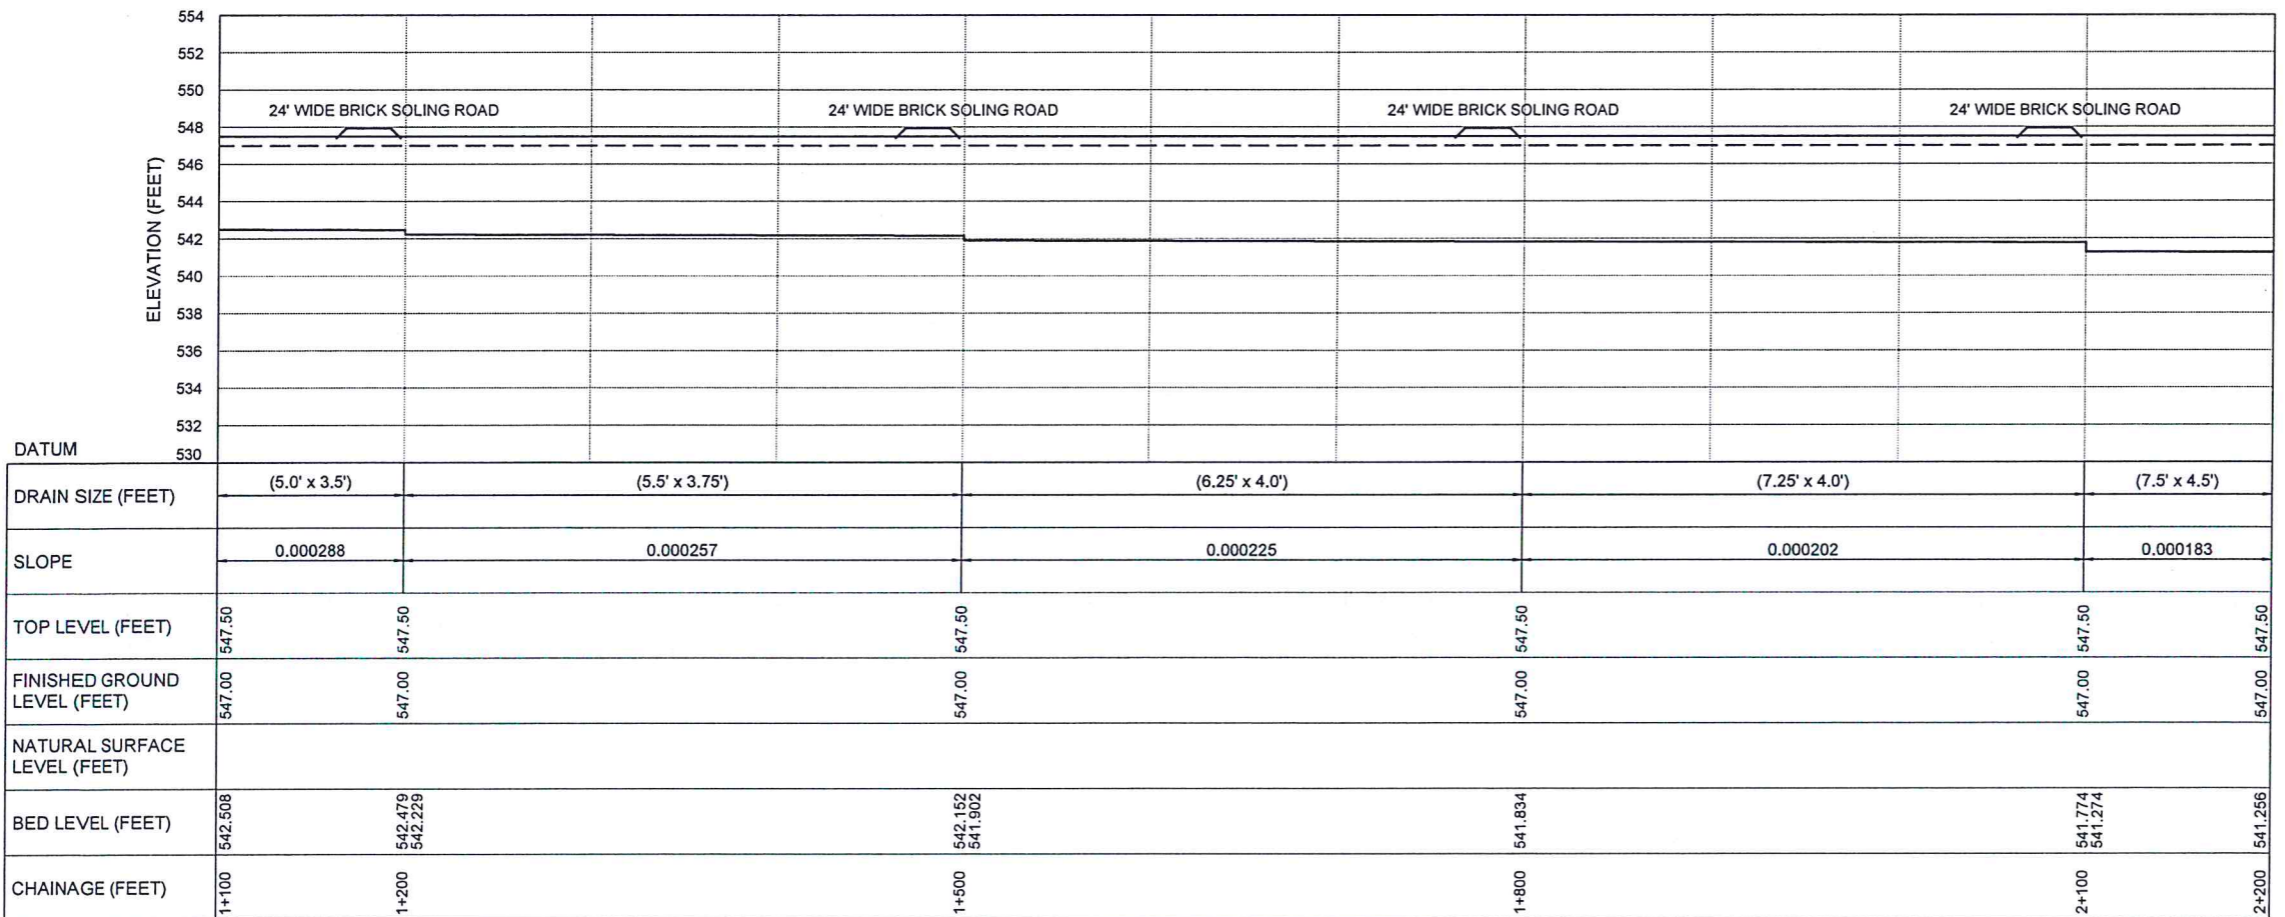 554
552
550
24' WIDE BRICK SOLING ROAD 24' WIDE BRICK SOLING ROAD 24' WIDE BRICK SOLING ROAD 24' WIDE BRICK SOLING ROAD
548
546
544
542
540
538
536
534
532
530
ELEVATION (FEET)
DATUM
DRAIN SIZE (FEET) (5.0' x 3.5') (5.5' x 3.75') (6.25' x 4.0') (7.25' x 4.0') (7.5' x 4.5')
SLOPE 0.000288 0.000257 0.000225 0.000202 0.000183
TOP LEVEL (FEET) 547.50 547.50 547.50 547.50 547.50 547.50
FINISHED GROUND
LEVEL (FEET) 547.00 547.00 547.00 547.00 547.00 547.00
NATURAL SURFACE
LEVEL (FEET)
BED LEVEL (FEET) 542.508 542.479 542.229 542.152 541.902 541.834 541.774 541.274 541.256
CHAINAGE (FEET) 1+100 1+200 1+500 1+800 2+100 2+200